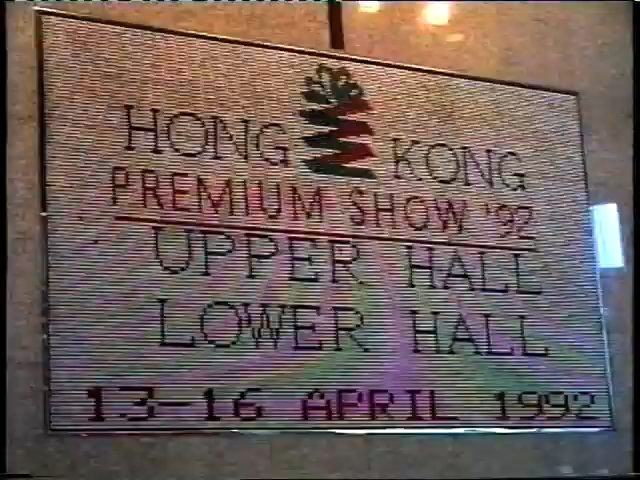 HONG KONG
PREMIUM SHOW '92
UPPER HALL
LOWER HALL
13-16 APRIL 1992